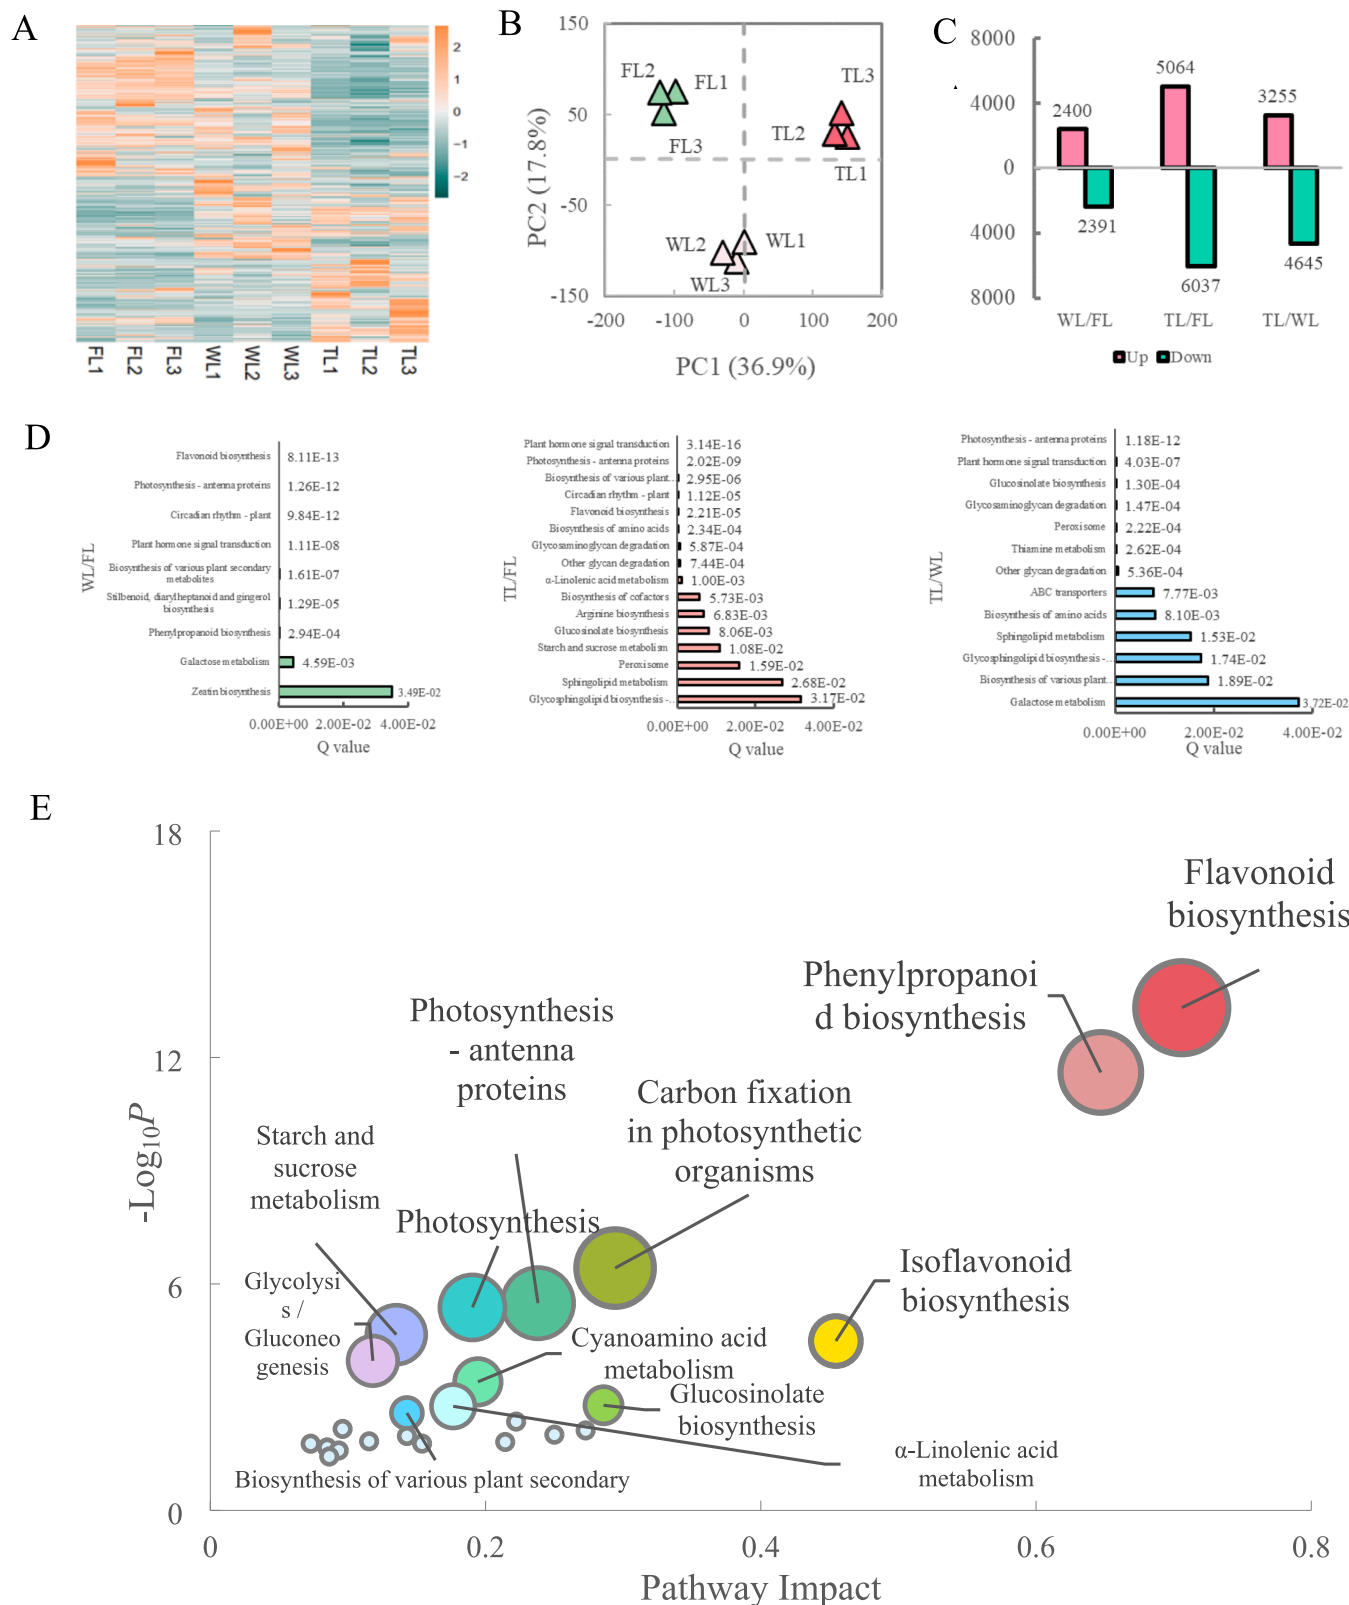 A
2
1
0
−1
−2
FL1
FL2
FL3
WL1
WL2
WL3
TL1
TL2
TL3
B
150
50
-50
-150
-200
-100
0
100
200
PC2 (17.8%)
PC1 (36.9%)
FL2
FL1
FL3
TL3
TL2
TL1
WL2
WL1
WL3
C
8000
4000
0
4000
8000
2400
5064
3255
2391
6037
4645
WL/FL
TL/FL
TL/WL
Up
Down
D
WL/FL
Flavonoid biosynthesis
8.11E-13
Photosynthesis - antenna proteins
1.26E-12
Circadian rhythm - plant
9.84E-12
Plant hormone signal transduction
1.11E-08
Biosynthesis of various plant secondary
metabolites
1.61E-07
Stilbenoid, diarylheptanoid and gingerol
biosynthesis
1.29E-05
Phenylpropanoid biosynthesis
2.94E-04
Galactose metabolism
4.59E-03
Zeatin biosynthesis
3.49E-02
0.00E+00
2.00E-02
4.00E-02
Q value
TL/FL
Plant hormone signal transduction
3.14E-16
Photosynthesis - antenna proteins
2.02E-09
Biosynthesis of various plant...
2.95E-06
Circadian rhythm - plant
1.12E-05
Flavonoid biosynthesis
2.21E-05
Biosynthesis of amino acids
2.34E-04
Glycosaminoglycan degradation
5.87E-04
Other glycan degradation
7.44E-04
α-Linolenic acid metabolism
1.00E-03
Biosynthesis of cofactors
5.73E-03
Arginine biosynthesis
6.83E-03
Glucosinolate biosynthesis
8.06E-03
Starch and sucrose metabolism
1.08E-02
Peroxisome
1.59E-02
Sphingolipid metabolism
2.68E-02
Glycosphingolipid biosynthesis -...
3.17E-02
0.00E+00
2.00E-02
4.00E-02
Q value
TL/WL
Photosynthesis - antenna proteins
1.18E-12
Plant hormone signal transduction
4.03E-07
Glucosinolate biosynthesis
1.30E-04
Glycosaminoglycan degradation
1.47E-04
Peroxisome
2.22E-04
Thiamine metabolism
2.62E-04
Other glycan degradation
5.36E-04
ABC transporters
7.77E-03
Biosynthesis of amino acids
8.10E-03
Sphingolipid metabolism
1.53E-02
Glycosphingolipid biosynthesis -...
1.74E-02
Biosynthesis of various plant...
1.89E-02
Galactose metabolism
3.72E-02
0.00E+00
2.00E-02
4.00E-02
Q value
E
18
12
6
0
-Log10P
0
0.2
0.4
0.6
0.8
Pathway Impact
Flavonoid
biosynthesis
Phenylpropanoi
d biosynthesis
Photosynthesis
- antenna
proteins
Carbon fixation
in photosynthetic
organisms
Starch and
sucrose
metabolism
Photosynthesis
Glycolysi
s /
Gluconeo
genesis
Isoflavonoid
biosynthesis
Cyanoamino acid
metabolism
Glucosinolate
biosynthesis
α-Linolenic acid
metabolism
Biosynthesis of various plant secondary